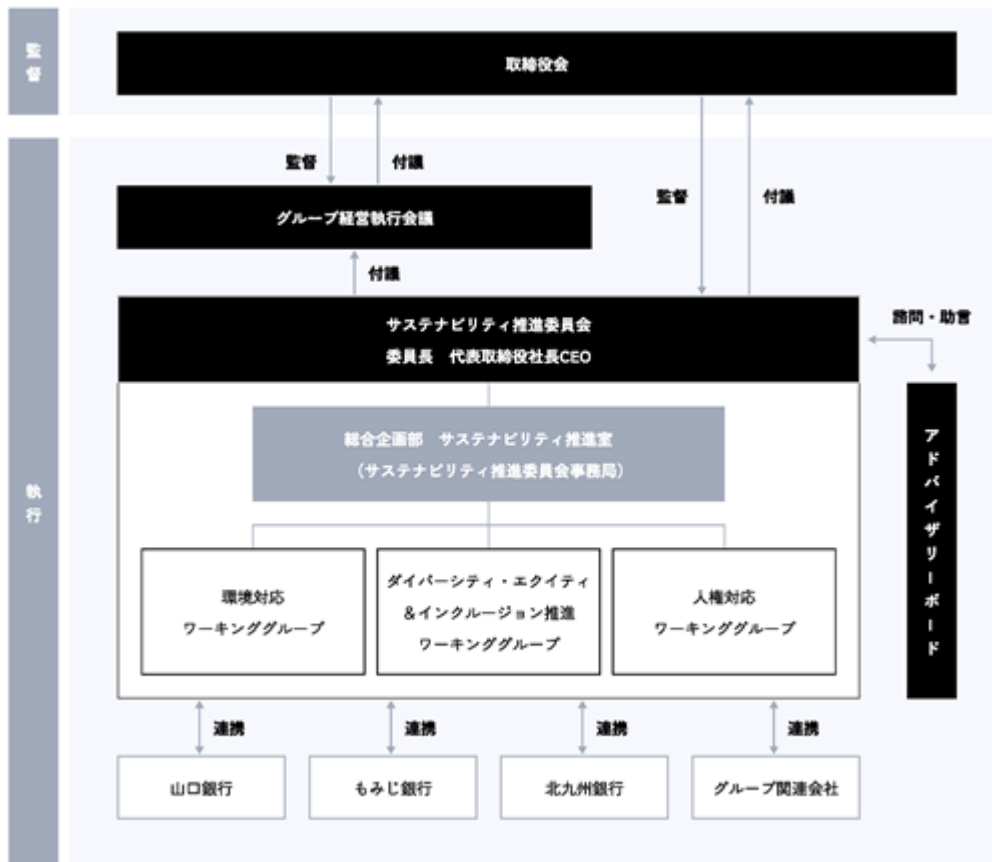 監督
取締役会
監督
付議
監督
付議
グループ経営執行会議
付議
サステナビリティ推進委員会
委員長　代表取締役社長CEO
諮問・助言
執行
総合企画部　サステナビリティ推進室
（サステナビリティ推進委員会事務局）
アドバイザリーボード
環境対応
ワーキンググループ
ダイバーシティ・エクイティ
＆インクルージョン推進
ワーキンググループ
人権対応
ワーキンググループ
連携
連携
連携
連携
山口銀行
もみじ銀行
北九州銀行
グループ関連会社